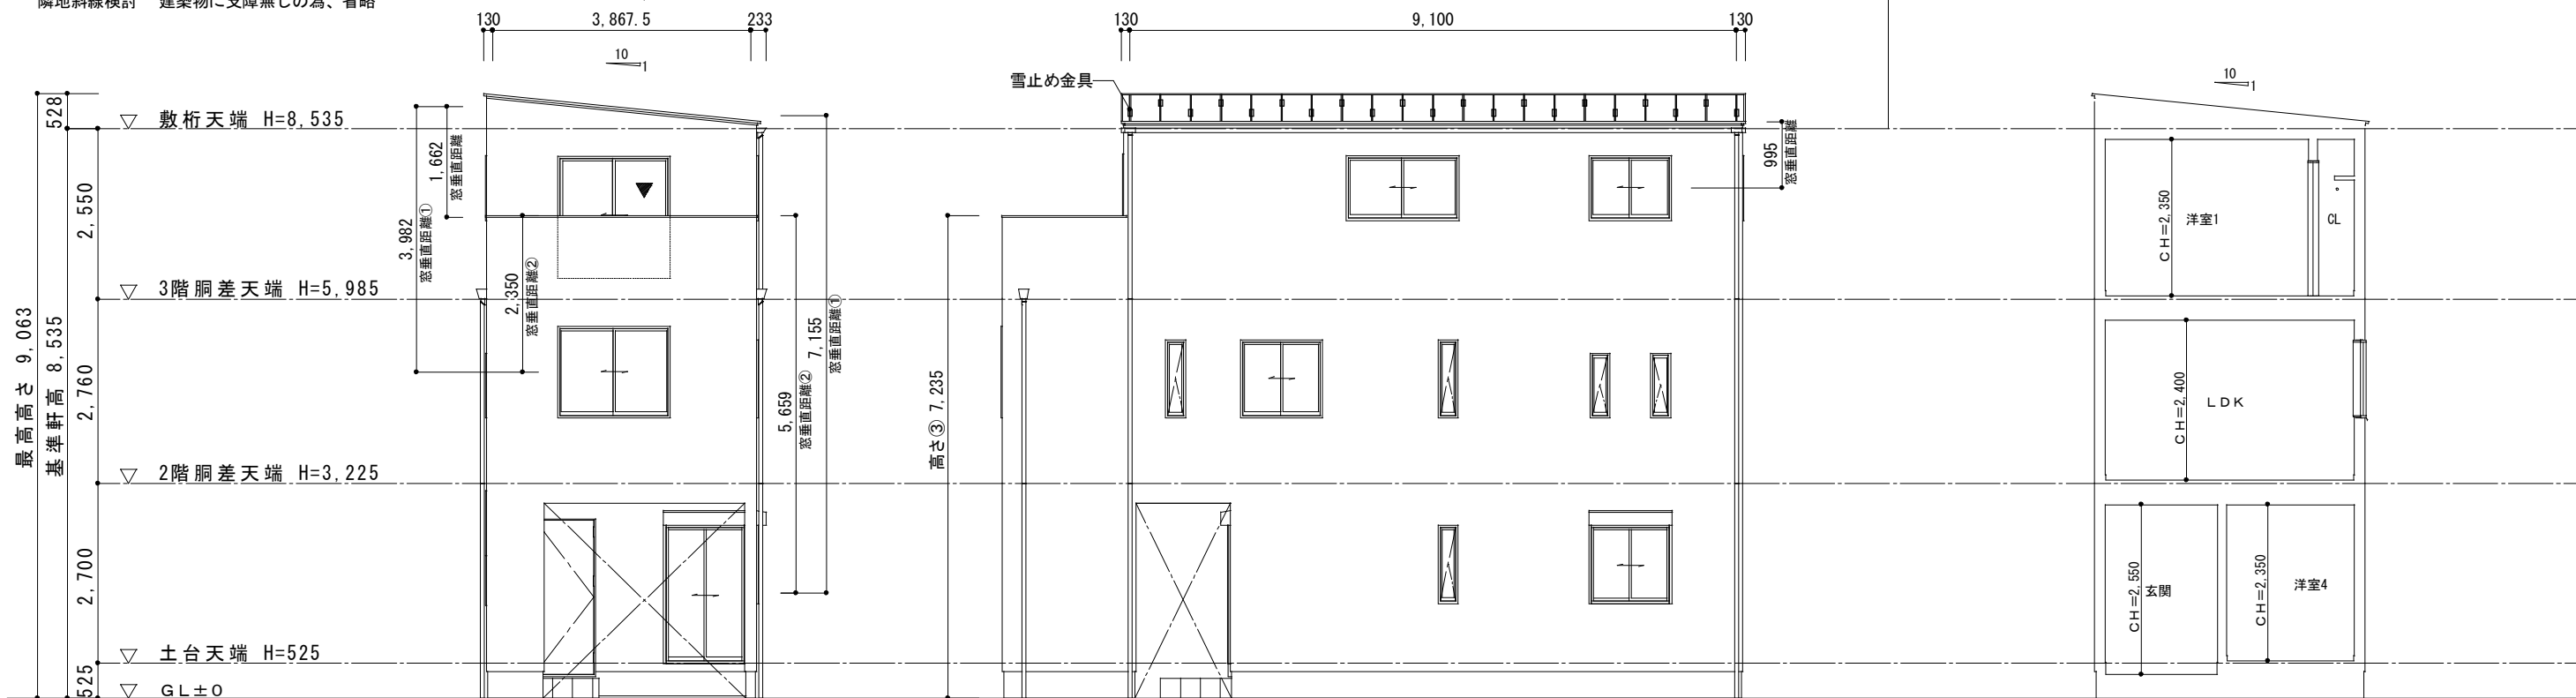 隣地斜線検討 建築物に支障無しの為、省略
130 3,867.5 233
130 9,100 130
10
1
雪止め金具
10
1
最高高さ 9,063
基準軒高 8,535
528
2,550
2,760
2,700
525
敷桁天端 H=8,535
3階胴差天端 H=5,985
2階胴差天端 H=3,225
土台天端 H=525
GL±0
3,982
窓垂直距離①
1,662
窓垂直距離
2,350
窓垂直距離②
5,659
窓垂直距離②
7,155
窓垂直距離①
高さ③ 7,235
995
窓垂直距離
CH=2,350
洋室1
CL
CH=2,400
LDK
CH=2,550
玄関
CH=2,350
洋室4